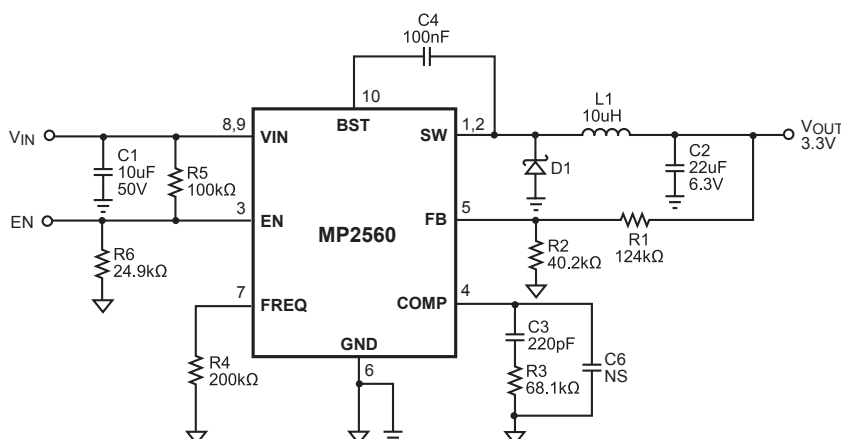 C4
100nF
10
L1
10uH
VIN
8,9
VIN
BST
SW
1,2
VOUT
3.3V
C1
10uF
50V
R5
100kΩ
D1
C2
22uF
6.3V
EN
3
EN
MP2560
FB
5
R6
24.9kΩ
R2
40.2kΩ
R1
124kΩ
7
FREQ
COMP
4
R4
200kΩ
GND
6
C3
220pF
R3
68.1kΩ
C6
NS